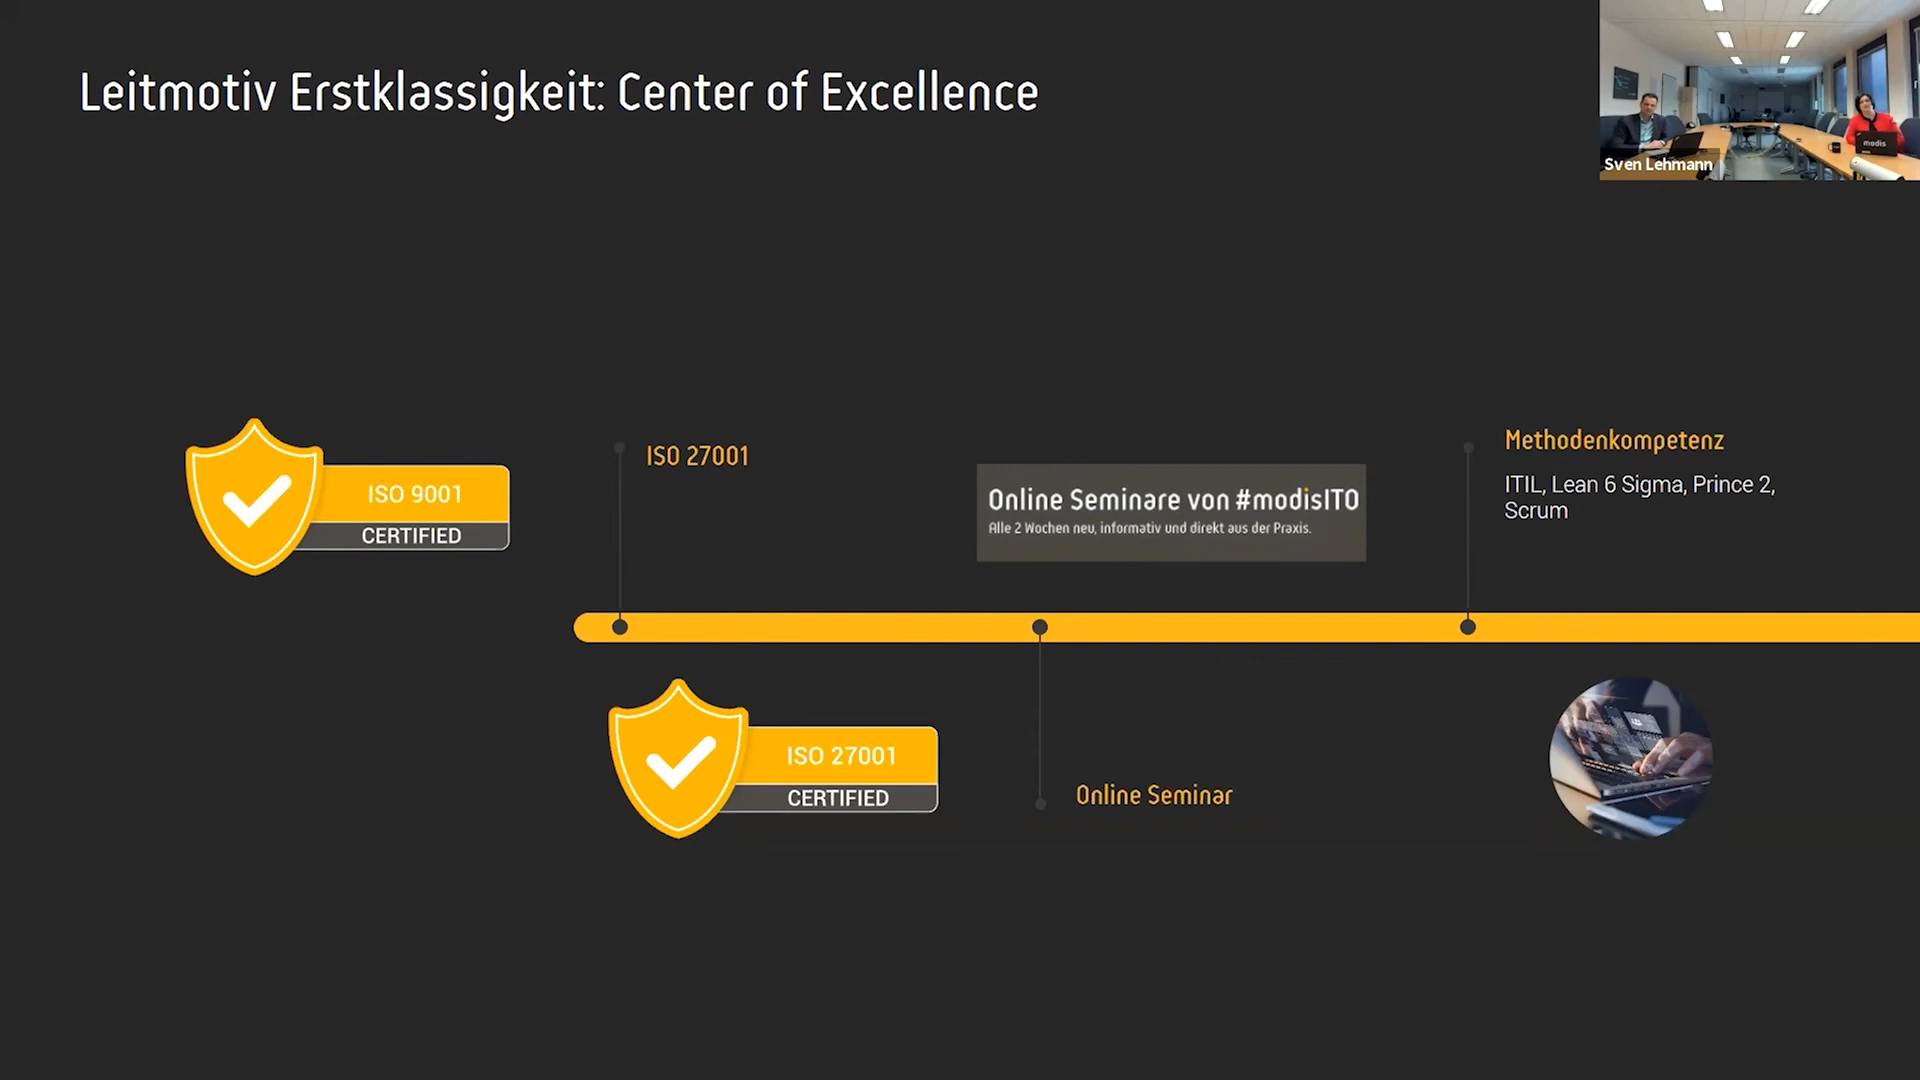 Leitmotiv Erstklassigkeit: Center of Excellence
modis
Sven Lehmann
ISO 9001
CERTIFIED
ISO 27001
Online Seminare von #modisITO
Alle 2 Wochen neu, informativ und direkt aus der Praxis.
Methodenkompetenz
ITIL, Lean 6 Sigma, Prince 2,
Scrum
ISO 27001
CERTIFIED
Online Seminar